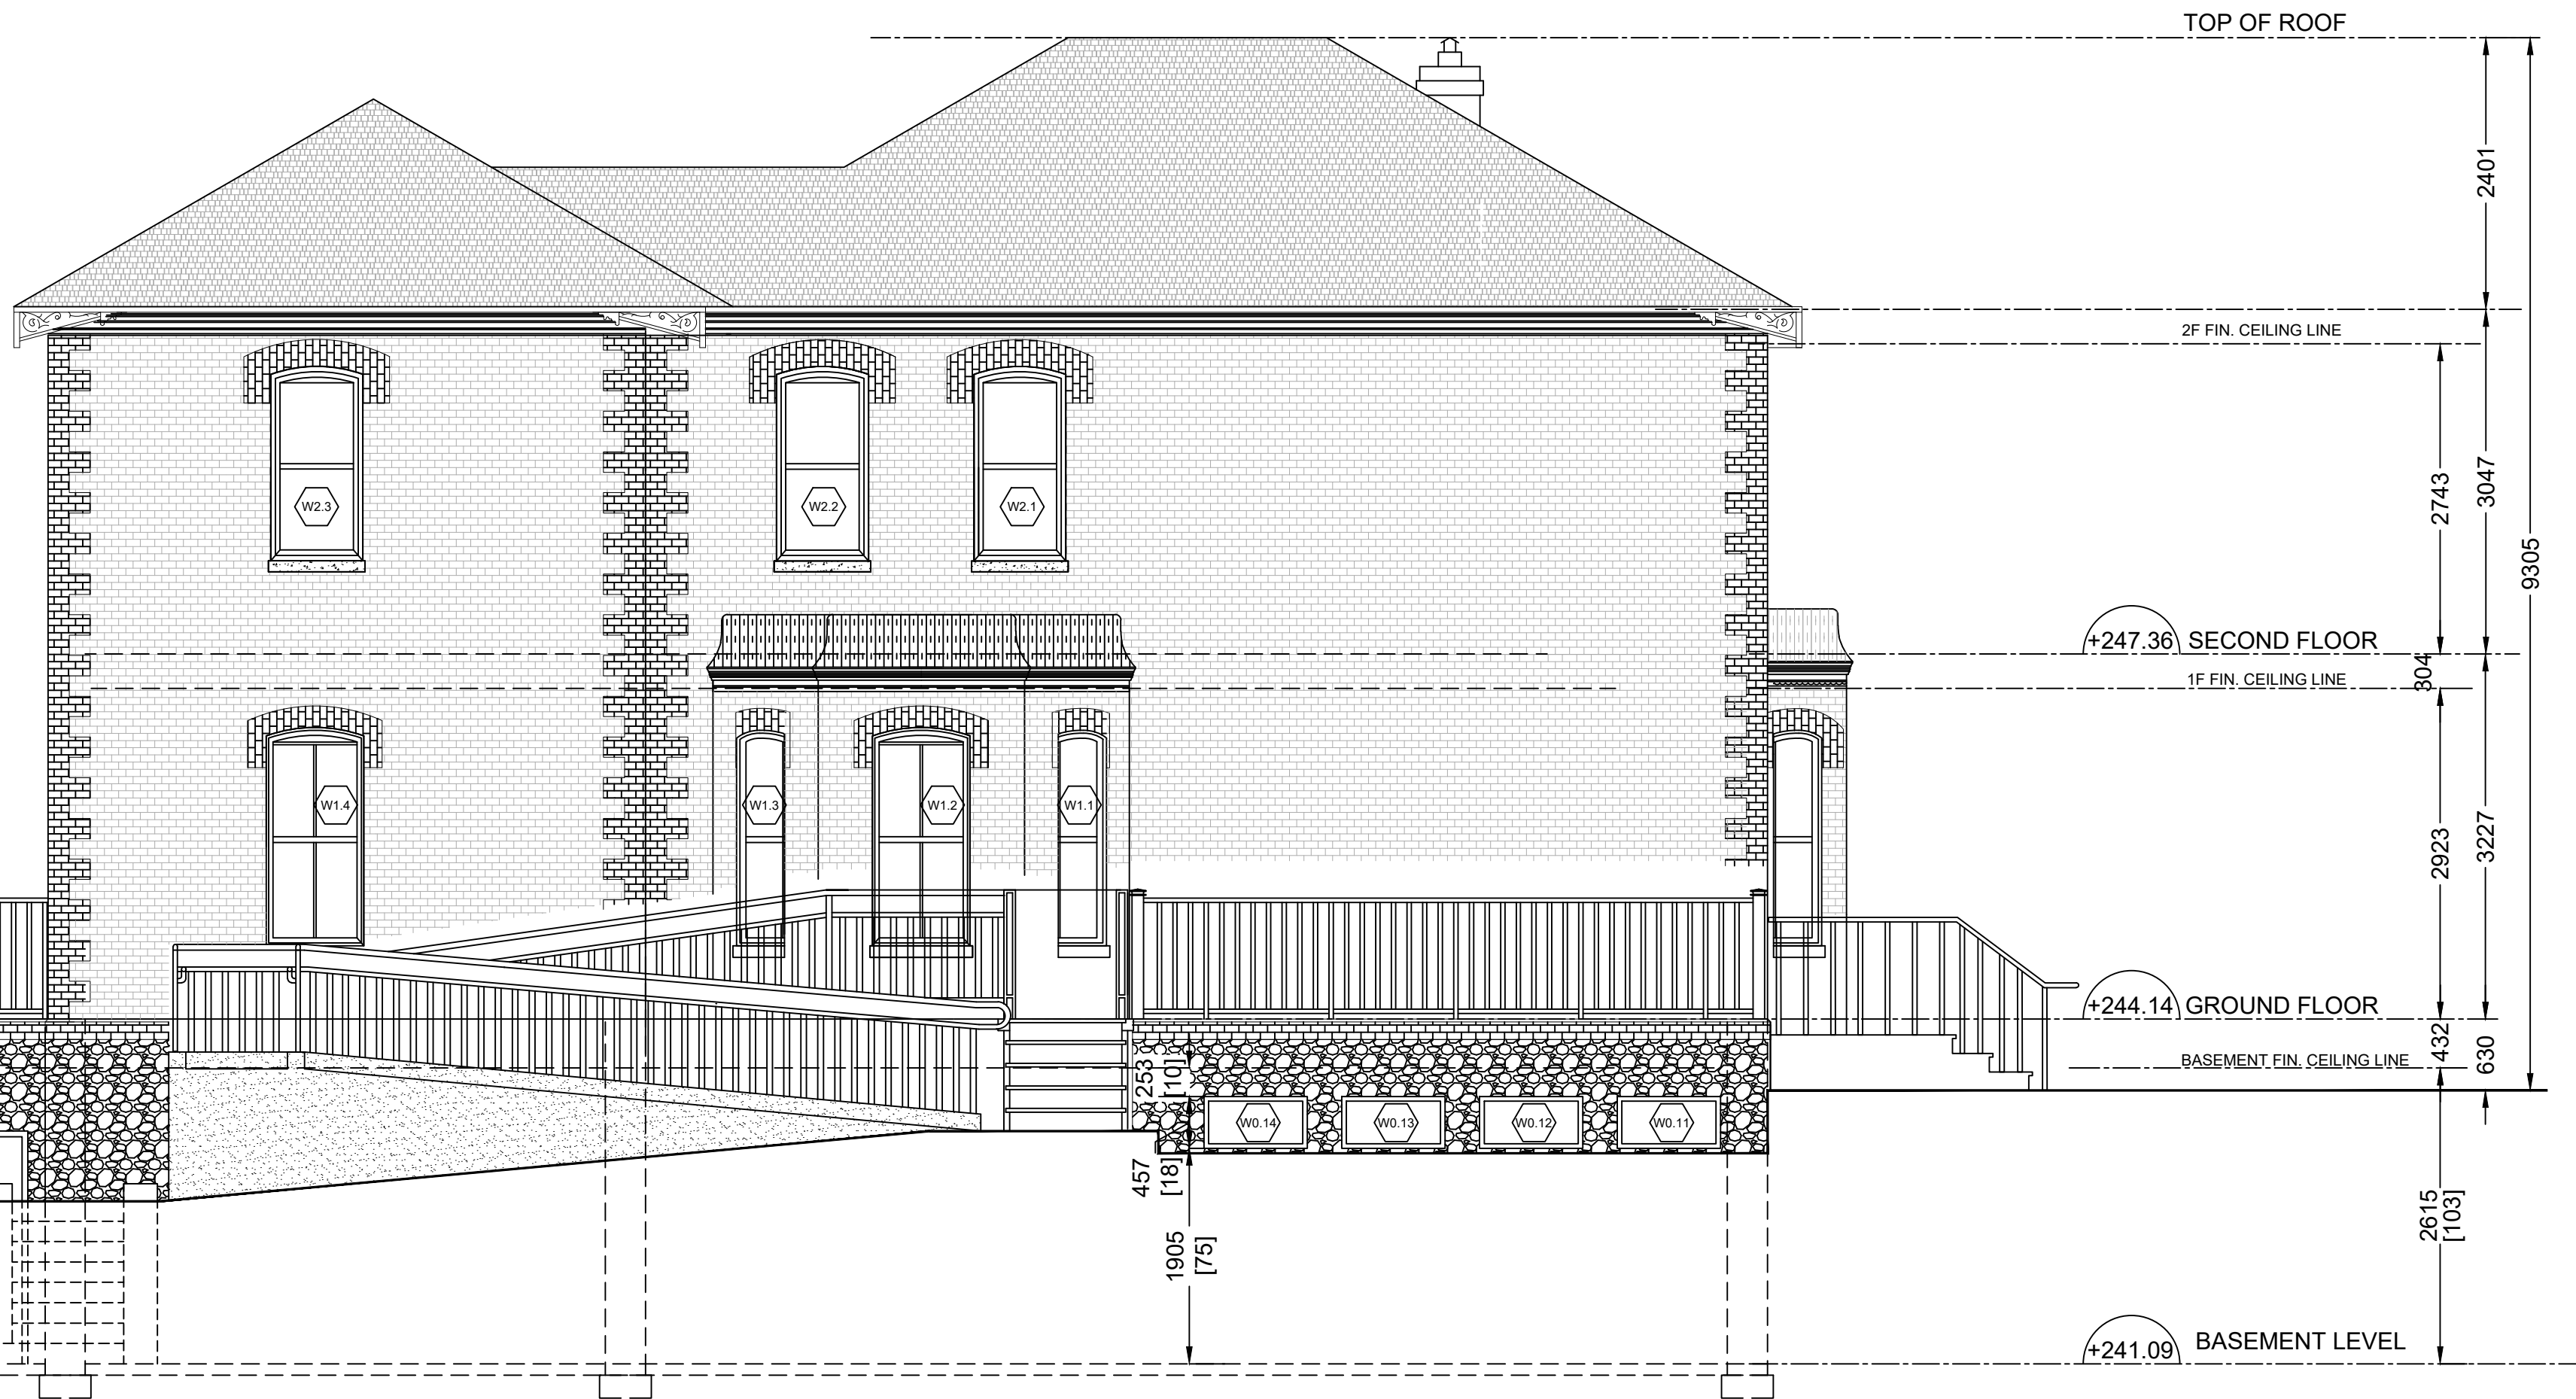 TOP OF ROOF
2401
2F FIN. CEILING LINE
W2.3
W2.2
W2.1
2743
3047
9305
+247.36 SECOND FLOOR
304
1F FIN. CEILING LINE
W1.4
W1.3
W1.2
W1.1
2923
3227
+244.14 GROUND FLOOR
432
630
BASEMENT FIN. CEILING LINE
253
[10]
W0.14
W0.13
W0.12
W0.11
457
[18]
1905
[75]
2615
[103]
+241.09 BASEMENT LEVEL